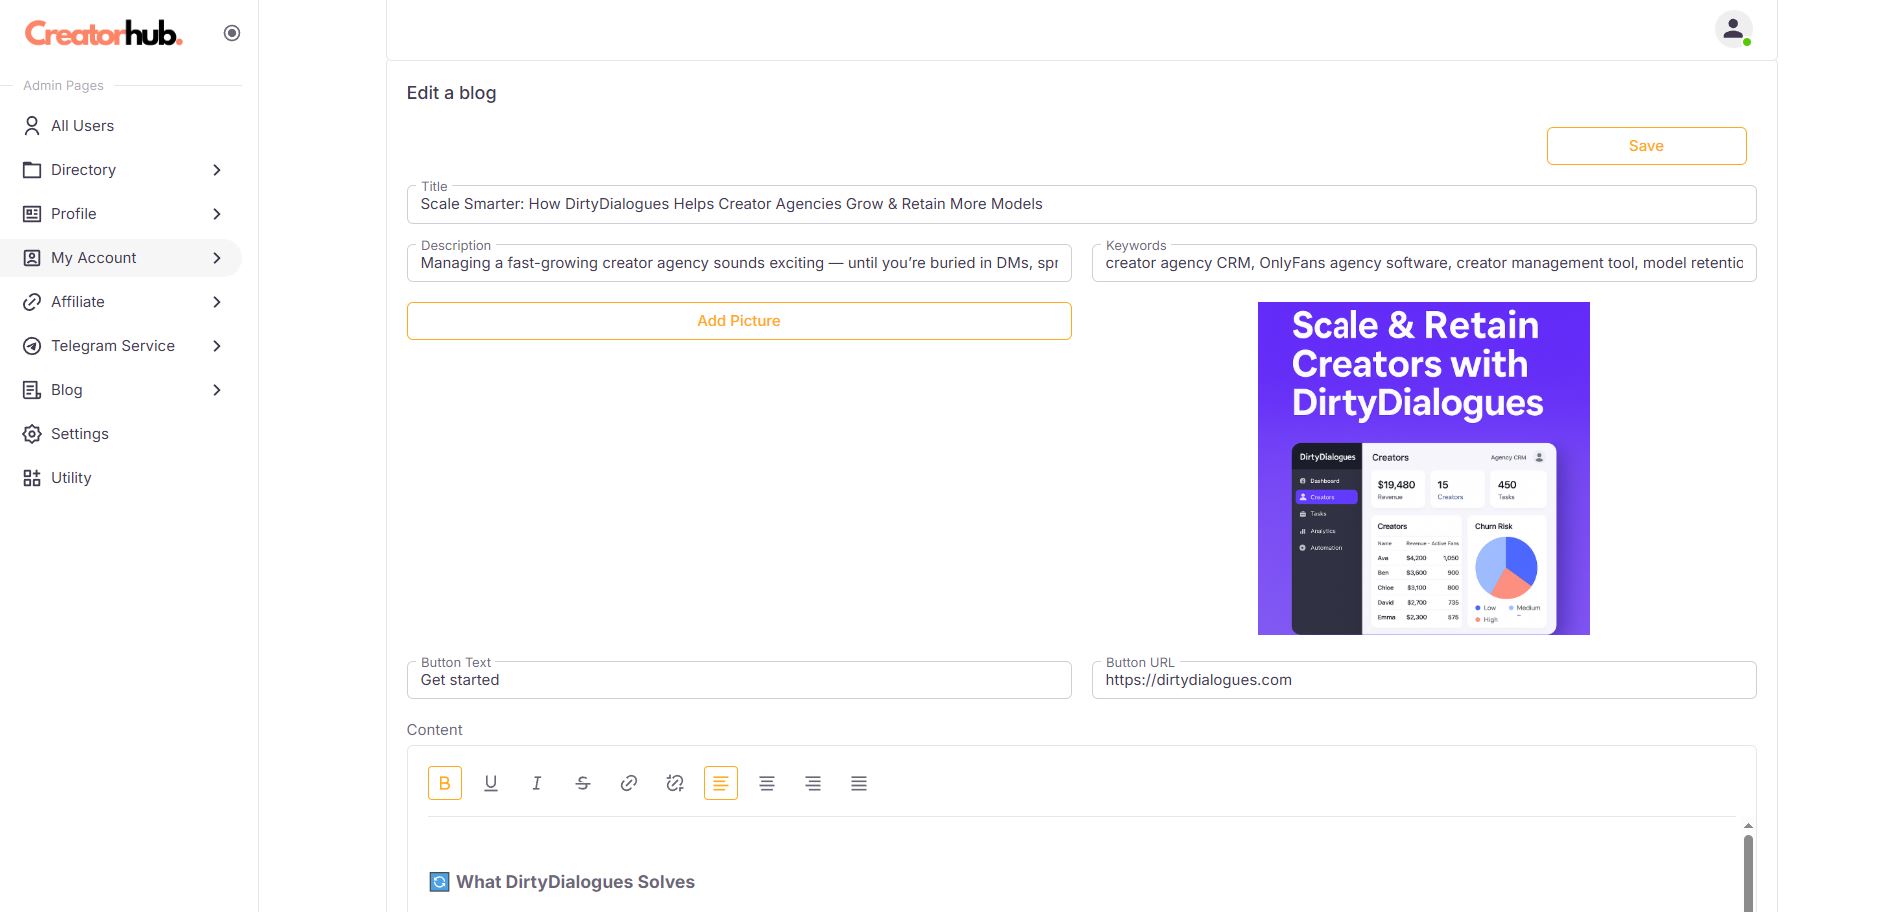 Creatorhub.
Admin Pages
All Users
Directory
Profile
My Account
Affiliate
Telegram Service
Blog
Settings
Utility
Edit a blog
Save
Title
Scale Smarter: How DirtyDialogues Helps Creator Agencies Grow & Retain More Models
Description
Managing a fast-growing creator agency sounds exciting — until you're buried in DMs, spr
Keywords
creator agency CRM, OnlyFans agency software, creator management tool, model retentio
Add Picture
Scale & Retain
Creators with
DirtyDialogues
DirtyDialogues
Dashboard
Creators
Tasks
Analytics
Automation
Creators
Agency CRM
$19,480
Revenue
15
Creators
450
Tasks
Creators
Name Revenue - Active Fans
Ava $4,200 1,050
Ben $3,600 900
Chloe $3,100 800
David $2,700 735
Emma $2,300 575
Churn Risk
Low
Medium
High
Button Text
Get started
Button URL
https://dirtydialogues.com
Content
B U I S
What DirtyDialogues Solves